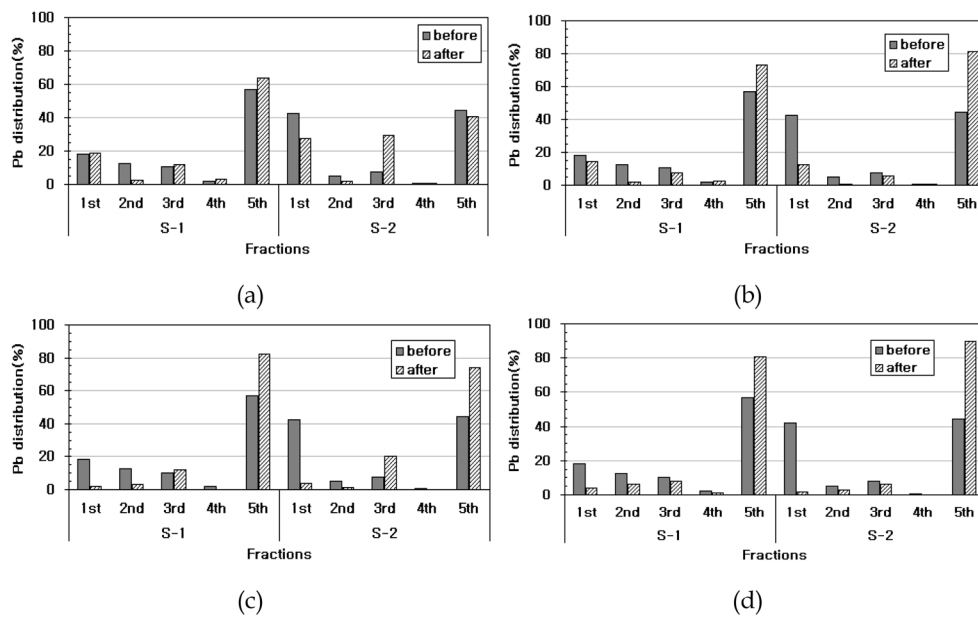 100
80
60
40
20
0
Pb distribution(%)
before
after
1st 2nd 3rd 4th 5th 1st 2nd 3rd 4th 5th
S-1 S-2
Fractions
(a)
100
80
60
40
20
0
Pb disribution(%)
before
after
1st 2nd 3rd 4th 5th 1st 2nd 3rd 4th 5th
S-1 S-2
Fractions
(b)
100
80
60
40
20
0
Pb distribution(%)
before
after
1st 2nd 3rd 4th 5th 1st 2nd 3rd 4th 5th
S-1 S-2
Fractions
(c)
100
80
60
40
20
0
Pb distribution(%)
before
after
1st 2nd 3rd 4th 5th 1st 2nd 3rd 4th 5th
S-1 S-2
Fractions
(d)